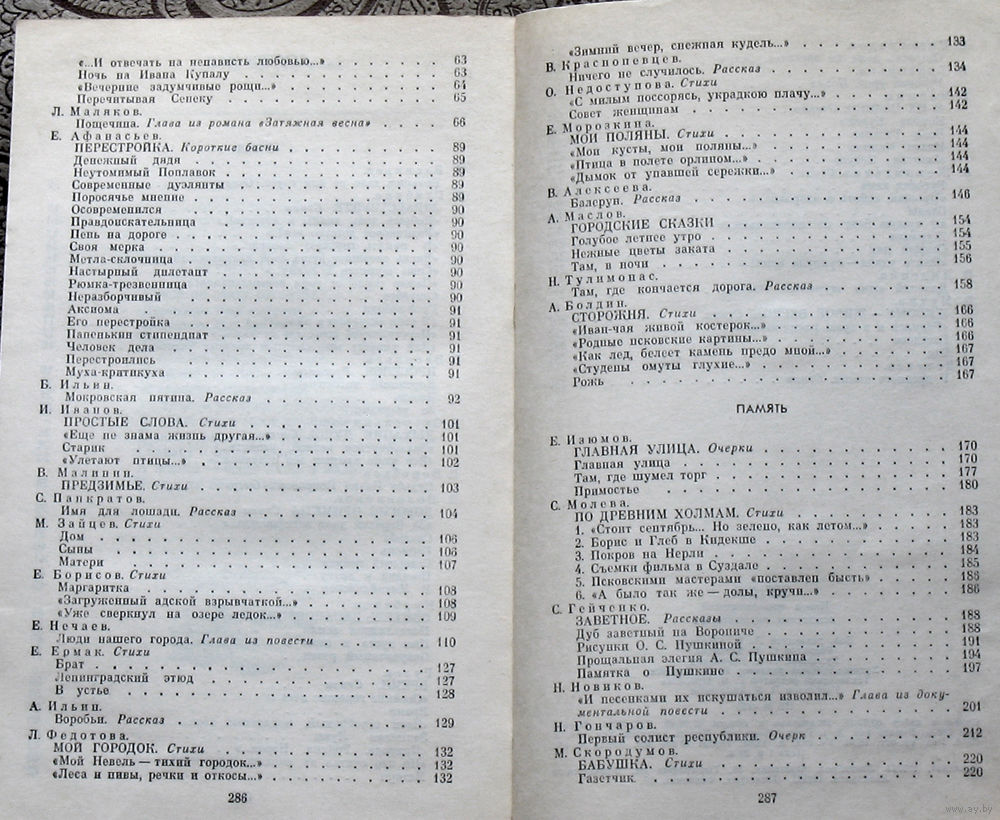 «...И отвечать на ненависть любовью...» 63
Ночь на Ивана Купалу 63
«Вечерние задумчивые рощи...» 64
Перечитывая Сенеку 65
Л. Маляков.
Пощечина. Глава из романа «Затяжная весна» 66
Е. Афанасьев.
ПЕРЕСТРОЙКА. Короткие басни 89
Денежный дядя 89
Неутомимый Поплавок 89
Современные дуэлянты 89
Поросячье мнение 89
Осовременился 90
Правдоискательница 90
Пень на дороге 90
Своя мерка 90
Метла-склочница 90
Настырный дилетант 90
Рюмка-трезвенница 90
Неразборчивый 90
Аксиома 91
Его перестройка 91
Папенькин стипендиат 91
Человек дела 91
Перестроились 91
Муха-критикуха 91
Б. Ильин.
Мокровская пятина. Рассказ 92
И. Иванов.
ПРОСТЫЕ СЛОВА. Стихи 101
«Еще не знама жизнь другая...» 101
Старик 101
«Улетают птицы...» 102
В. Малинин.
ПРЕДЗИМЬЕ. Стихи 103
С. Панкратов.
Имя для лошади. Рассказ 104
М. Зайцев. Стихи
Дом 106
Сыны 106
Матери 107
Е. Борисов. Стихи
Маргаритка 108
«Загруженный адской взрывчаткой...» 108
«Уже сверкнул на озере ледок...» 109
Е. Нечаев.
Люди нашего города. Глава из повести 110
Е. Ермак. Стихи
Брат 127
Ленинградский этюд 127
В устье 128
А. Ильин.
Воробьи. Рассказ 129
Л. Федотова.
МОЙ ГОРОДОК. Стихи 132
«Мой Невель — тихий городок...» 132
«Леса и нивы, речки и откосы...» 132
286
«Зимний вечер, снежная кудель...» 133
В. Краснопевцев.
Ничего не случилось. Рассказ 134
О. Недоступова. Стихи
«С милым поссорясь, украдкою плачу...» 142
Совет женщинам 142
Е. Морозкина.
МОИ ПОЛЯНЫ. Стихи 144
«Мои кусты, мои поляны...» 144
«Птица в полете орлином...» 144
«Дымок от упавшей сережки...» 144
В. Алексеева.
Балерун. Рассказ 146
А. Маслов.
ГОРОДСКИЕ СКАЗКИ 154
Голубое летнее утро 154
Нежные цветы заката 155
Там, в ночи 156
Н. Тулимонас.
Там, где кончается дорога. Рассказ 158
А. Болдин.
СТОРОЖНЯ. Стихи 166
«Иван-чая живой костерок...» 166
«Родные псковские картины...» 166
«Как лед, белеет камень предо мной...» 167
«Студены омуты глухие...» 167
Рожь 167
ПАМЯТЬ
Е. Изюмов.
ГЛАВНАЯ УЛИЦА. Очерки 170
Главная улица 170
Там, где шумел торг 177
Примостье 180
С. Молева.
ПО ДРЕВНИМ ХОЛМАМ. Стихи 183
1. «Стоит сентябрь... Но зелено, как летом...» 183
2. Борис и Глеб в Кидекше 183
3. Покров на Нерли 184
4. Съемки фильма в Суздале 185
5. Псковскими мастерами «поставлен бысть» 186
6. «А было так же — долы, кручи...» 186
С. Гейченко.
ЗАВЕТНОЕ. Рассказы 188
Дуб заветный на Ворониче 188
Рисунки О. С. Пушкиной 191
Прощальная элегия А. С. Пушкина 194
Памятка о Пушкине 197
Н. Новиков.
«И песенками их искушаться изволил...» Глава из доку-
ментальной повести 201
Н. Гончаров.
Первый солист республики. Очерк 212
М. Скородумов.
БАБУШКА. Стихи 220
Газетчик 220
287
www.ay.by